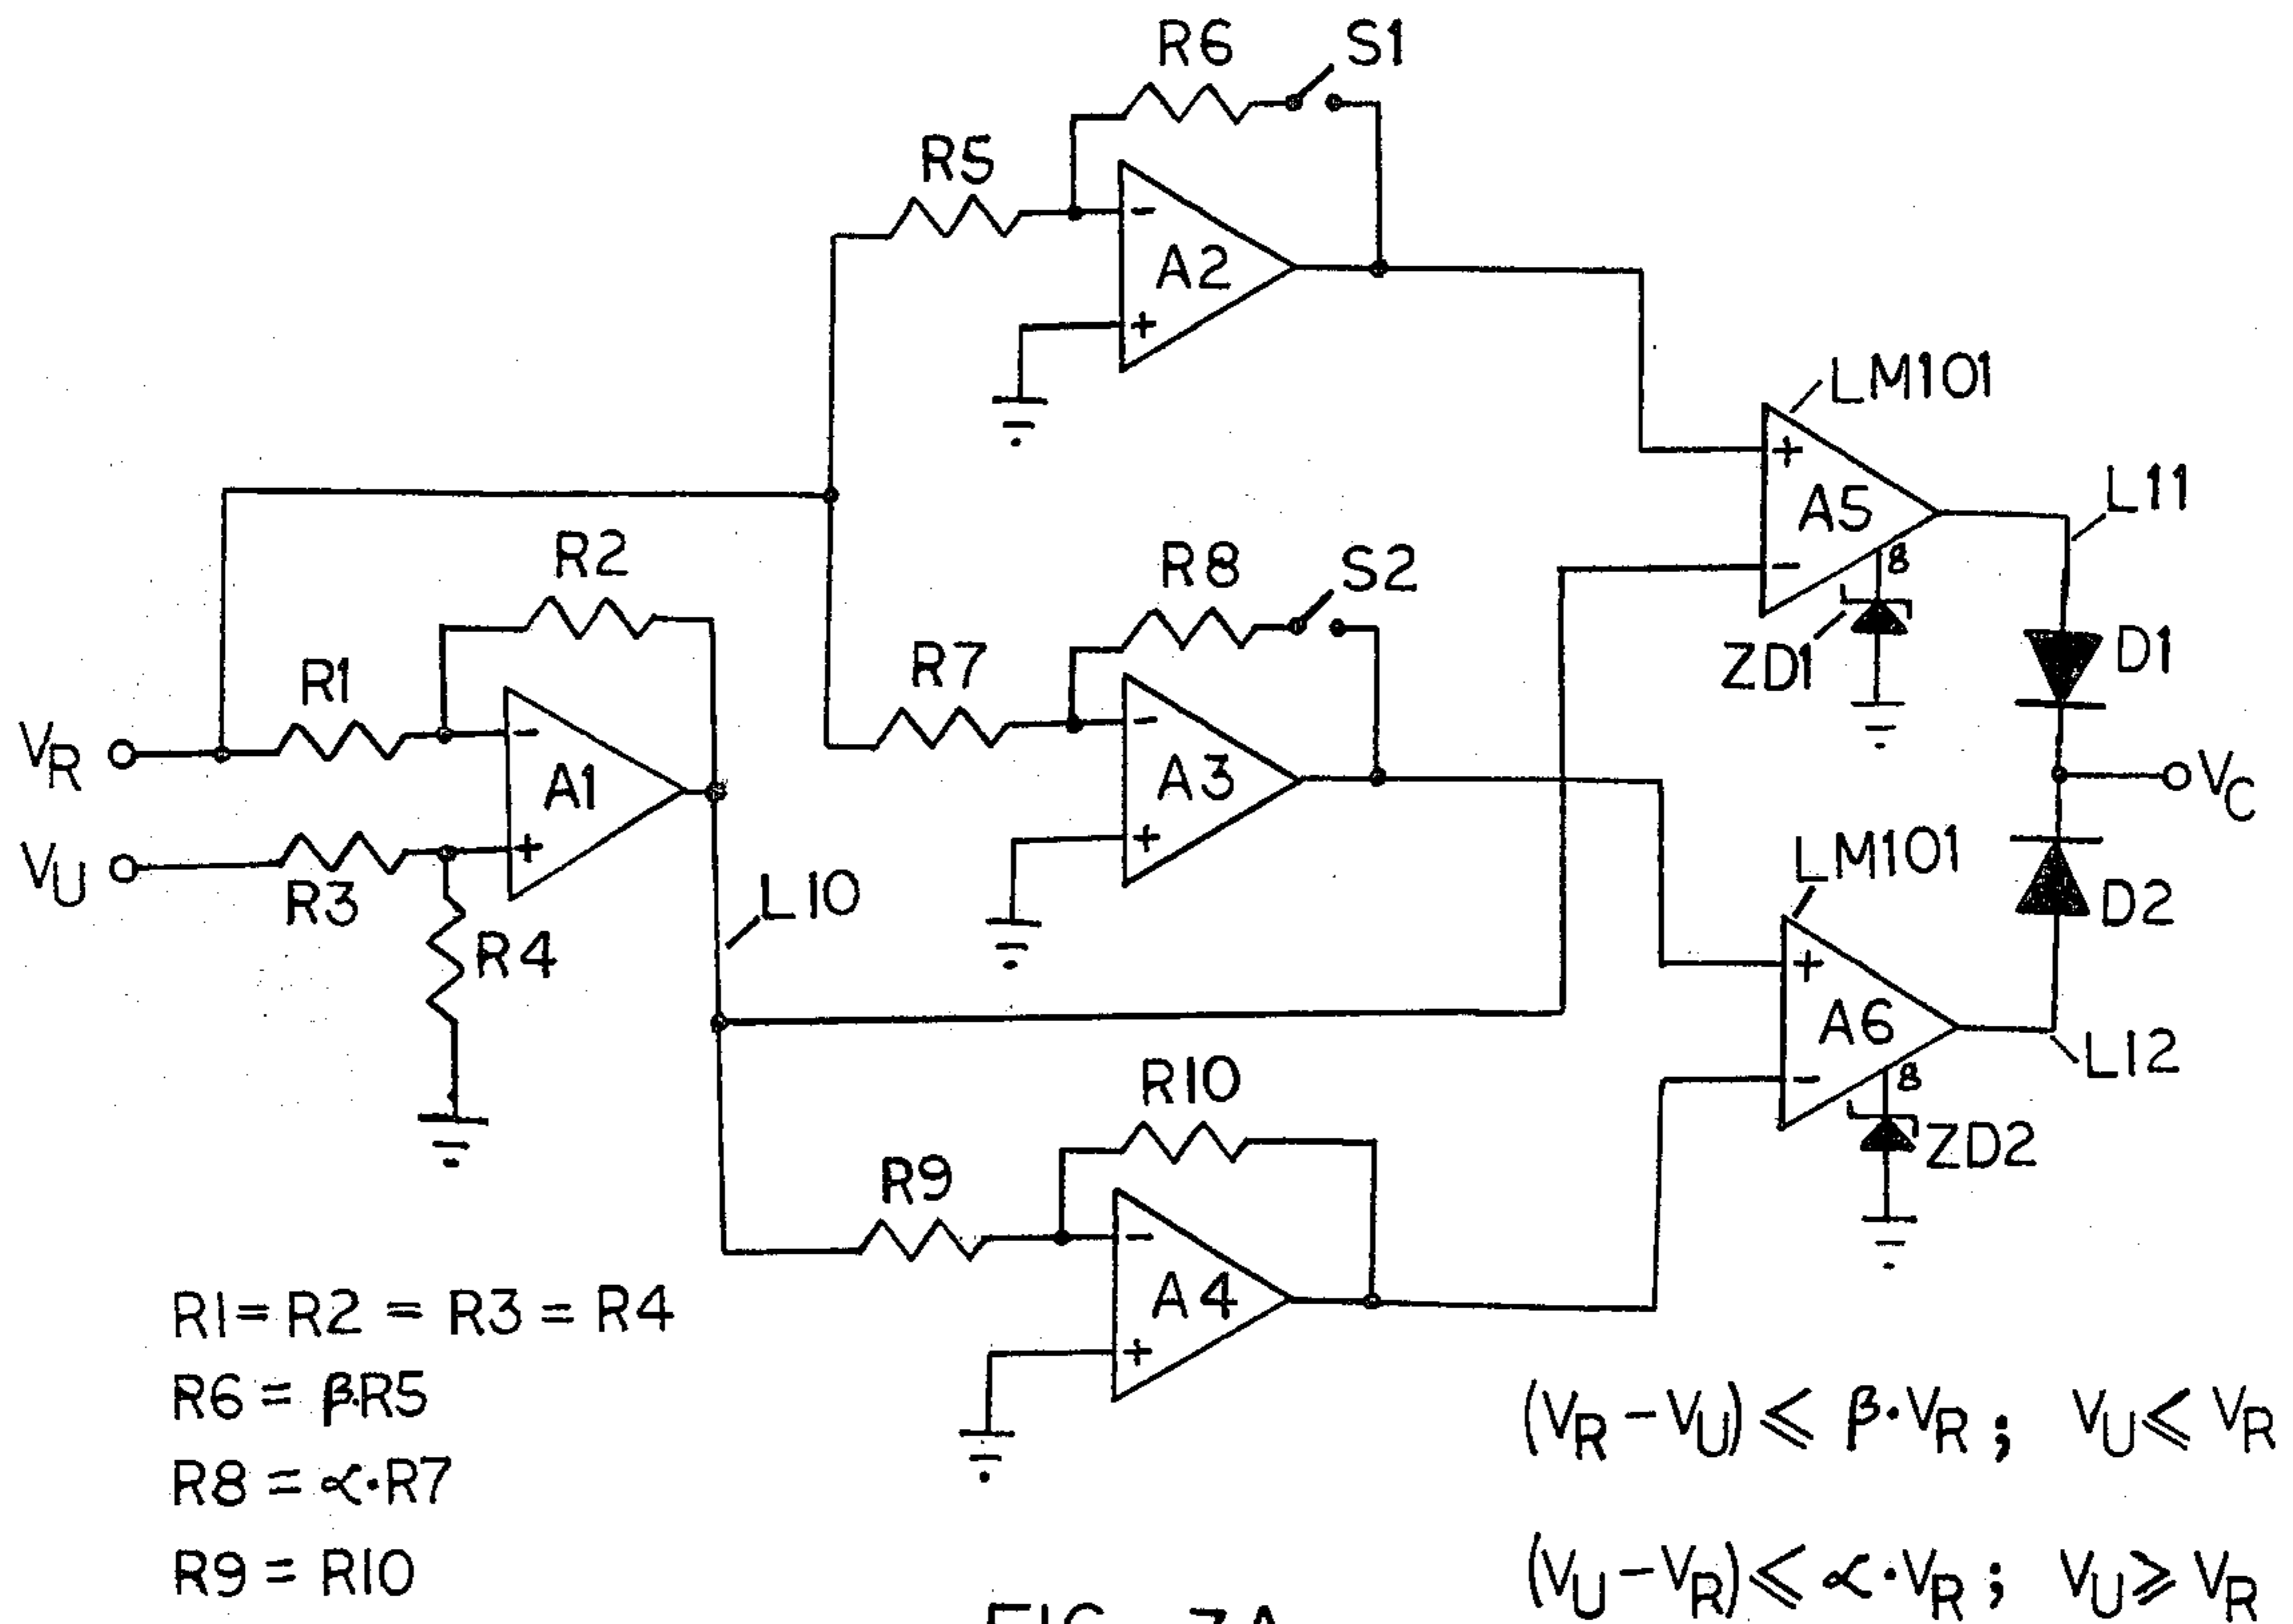 R6 S1
R5
-
A2
+
LM101
+
A5
L11
-
8
R2
R8 S2
R7
ZD1
D1
R1
-
VR
A1
-
A3
VC
+
VU
+
R3
LM101
L10
D2
R4
+
A6
L12
R10
-
8
ZD2
R9
-
A4
+
R1 = R2 = R3 = R4
R6 = β·R5
R8 = α·R7
R9 = R10
(VR - VU) ≤ β·VR ; VU ≤ VR
(VU - VR) ≤ α·VR ; VU ≥ VR